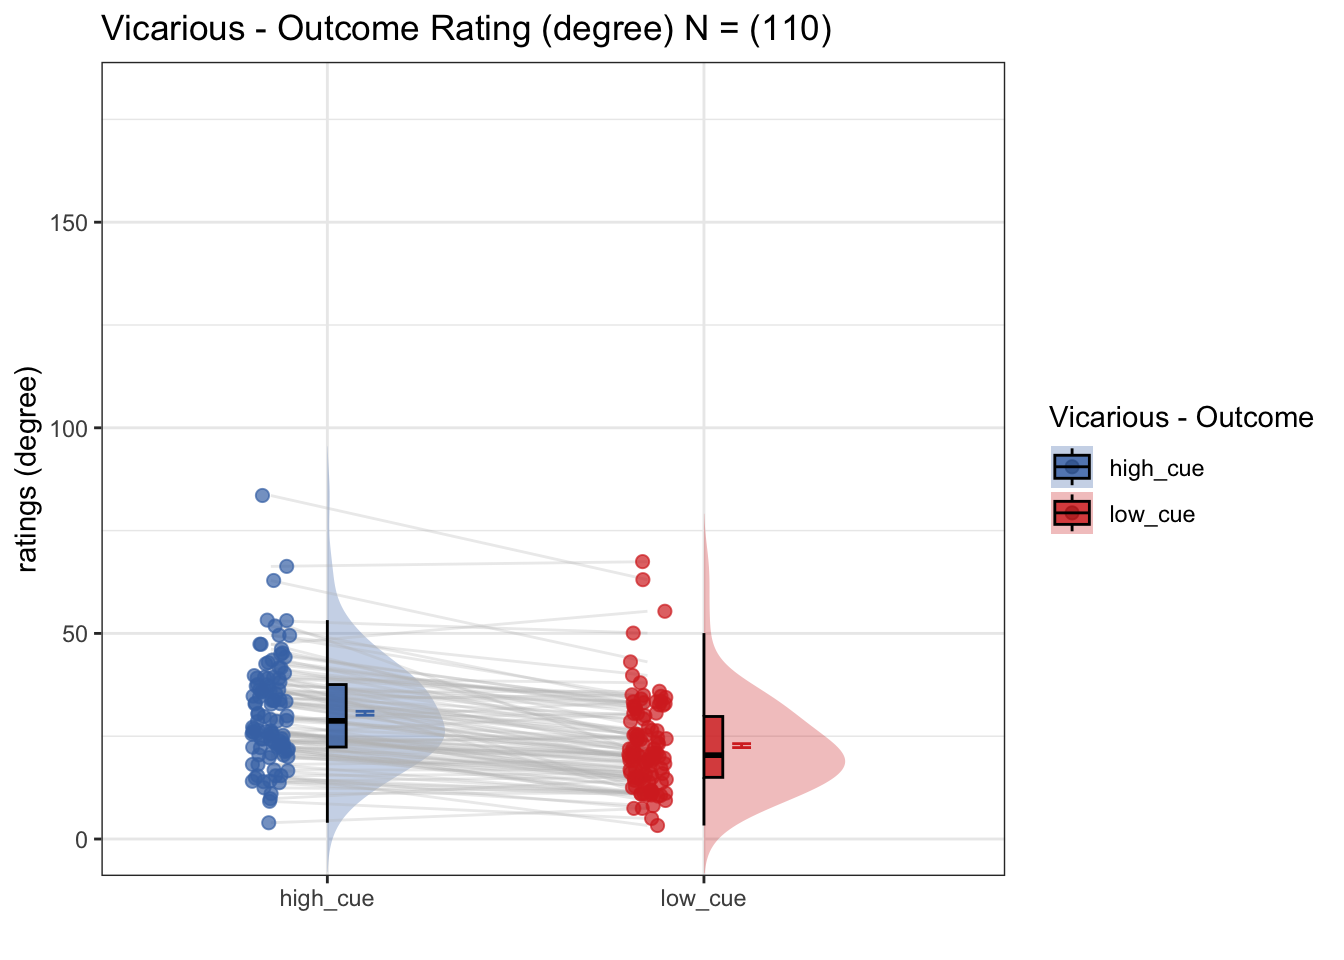 Vicarious - Outcome Rating (degree) N = (110)
150
100
50
0
ratings (degree)
high_cue
low_cue
Vicarious - Outcome
high_cue
low_cue